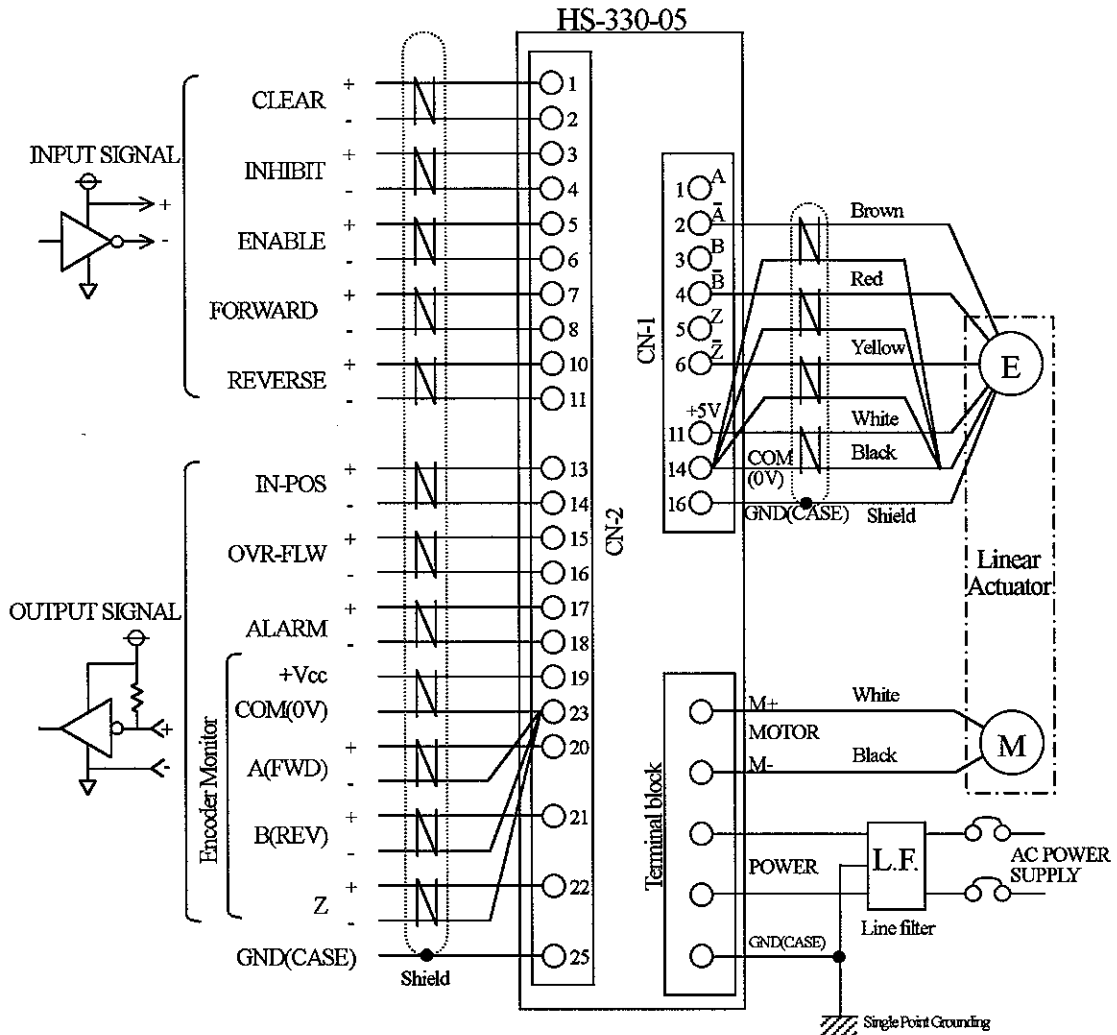 HS-330-05
INPUT SIGNAL
+
-
CLEAR + 1
- 2
INHIBIT + 3
- 4
ENABLE + 5
- 6
FORWARD + 7
- 8
REVERSE + 10
- 11
OUTPUT SIGNAL
+
-
IN-POS + 13
- 14
OVR-FLW + 15
- 16
ALARM + 17
- 18
Encoder Monitor
+Vcc 19
COM(0V) 23
A(FWD) + 20
-
B(REV) + 21
-
Z + 22
-
GND(CASE) 25
Shield
CN-2
CN-1
1 A
2 A̅ Brown
3 B
4 B̅ Red
5 Z
6 Z̅ Yellow
11 +5V White
14 COM (0V) Black
16 GND(CASE) Shield
E
Linear
Actuator
Terminal block
M+ White
MOTOR
M- Black
M
POWER
L.F.
Line filter
AC POWER
SUPPLY
GND(CASE)
Single Point Grounding